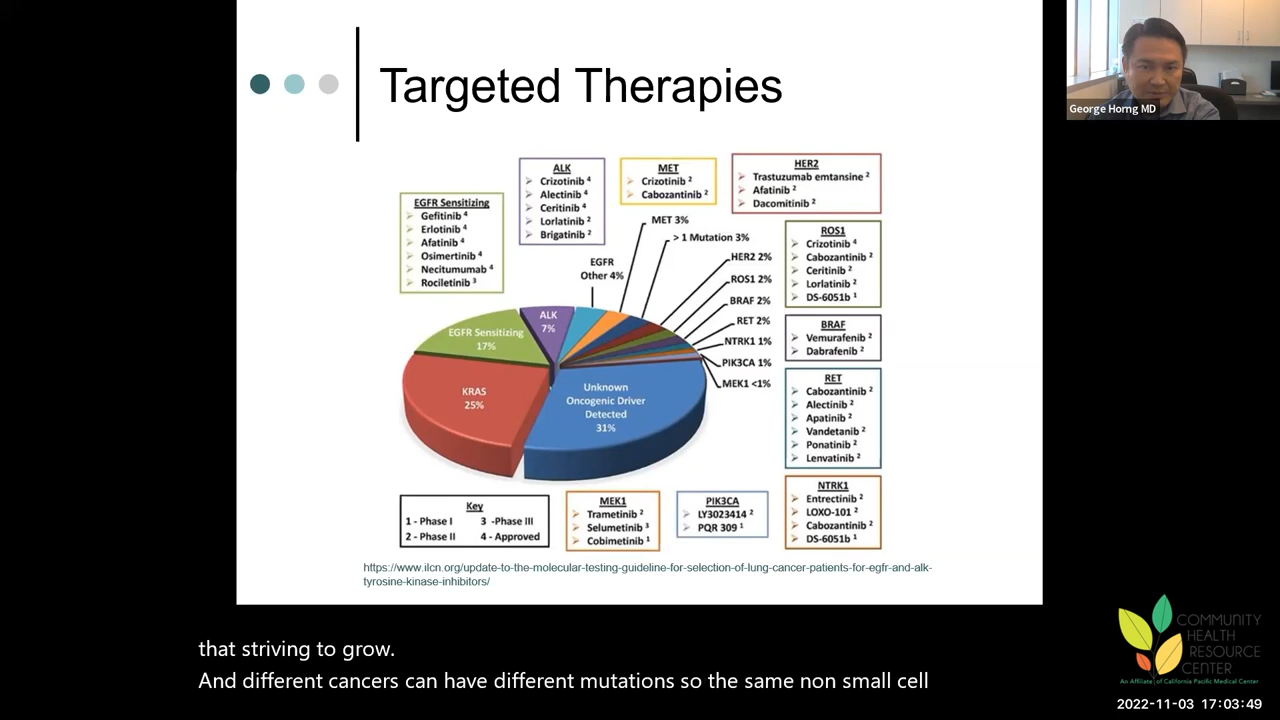 Targeted Therapies
George Horng MD
ALK
Crizotinib 4
Alectinib 4
Ceritinib 4
Lorlatinib 2
Brigatinib 2
MET
Crizotinib 2
Cabozantinib 2
HER2
Trastuzumab emtansine 2
Afatinib 2
Dacomitinib 2
EGFR Sensitizing
Gefitinib 4
Erlotinib 4
Afatinib 4
Osimertinib 4
Necitumumab 4
Rociletinib 3
ROS1
Crizotinib 4
Cabozantinib 2
Ceritinib 2
Lorlatinib 2
DS-6051b 1
MET 3%
> 1 Mutation 3%
EGFR
Other 4%
HER2 2%
ROS1 2%
BRAF 2%
RET 2%
NTRK1 1%
PIK3CA 1%
MEK1 <1%
ALK
7%
EGFR Sensitizing
17%
KRAS
25%
Unknown
Oncogenic Driver
Detected
31%
BRAF
Vemurafenib 2
Dabrafenib 2
RET
Cabozantinib 2
Alectinib 2
Apatinib 2
Vandetanib 2
Ponatinib 2
Lenvatinib 2
NTRK1
Entrectinib 2
LOXO-101 2
Cabozantinib 2
DS-6051b 1
Key
1 - Phase I 3 -Phase III
2 - Phase II 4 - Approved
MEK1
Trametinib 2
Selumetinib 3
Cobimetinib 1
PIK3CA
LY3023414 2
PQR 309 1
https://www.ilcn.org/update-to-the-molecular-testing-guideline-for-selection-of-lung-cancer-patients-for-egfr-and-alk-
tyrosine-kinase-inhibitors/
that striving to grow.
And different cancers can have different mutations so the same non small cell
COMMUNITY
HEALTH
RESOURCE
CENTER
An Affiliate of California Pacific Medical Center
2022-11-03 17:03:49